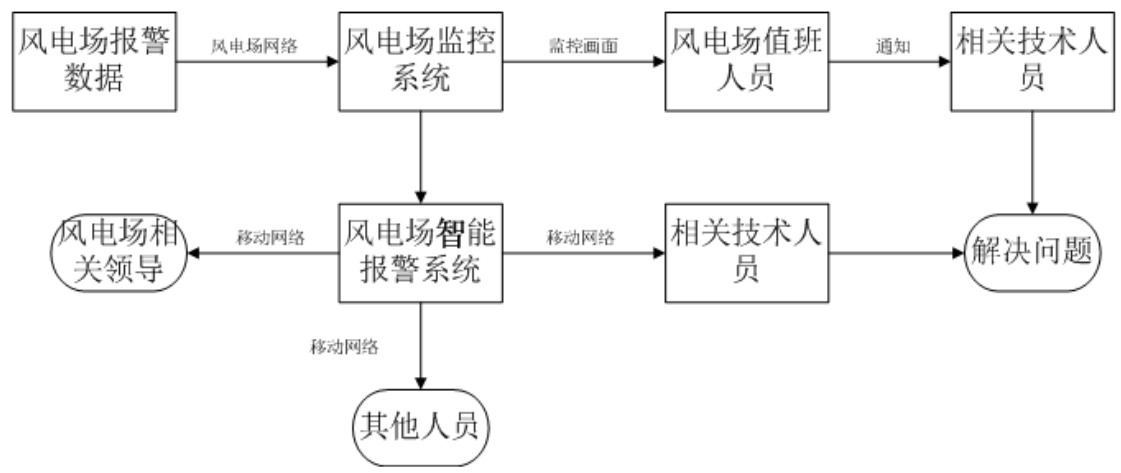 风电场报警
数据
风电场网络
风电场监控
系统
监控画面
风电场值班
人员
通知
相关技术人
员
风电场相
关领导
移动网络
风电场智能
报警系统
移动网络
相关技术人
员
解决问题
移动网络
其他人员